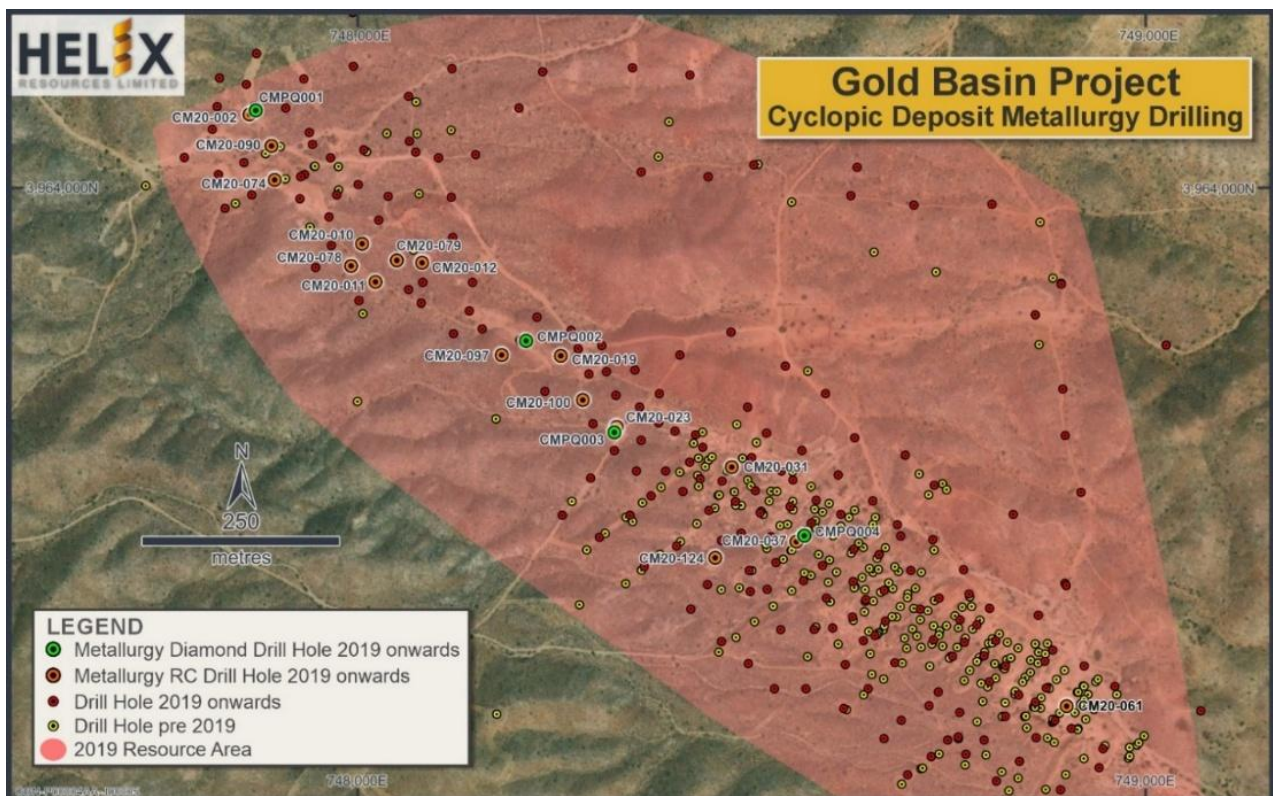 HELIX
RESOURCES LIMITED
748,000E
749,000E
Gold Basin Project
Cyclopic Deposit Metallurgy Drilling
CMPQ001
CM20-002
CM20-090
CM20-074
3,964,000N
3,964,000N
CM20-010
CM20-079
CM20-078
CM20-012
CM20-011
CMPQ002
CM20-097
CM20-019
CM20-100
CM20-023
CMPQ003
CM20-031
N
250
metres
CMPQ004
CM20-037
CM20-124
CM20-061
LEGEND
Metallurgy Diamond Drill Hole 2019 onwards
Metallurgy RC Drill Hole 2019 onwards
Drill Hole 2019 onwards
Drill Hole pre 2019
2019 Resource Area
748,000E
749,000E